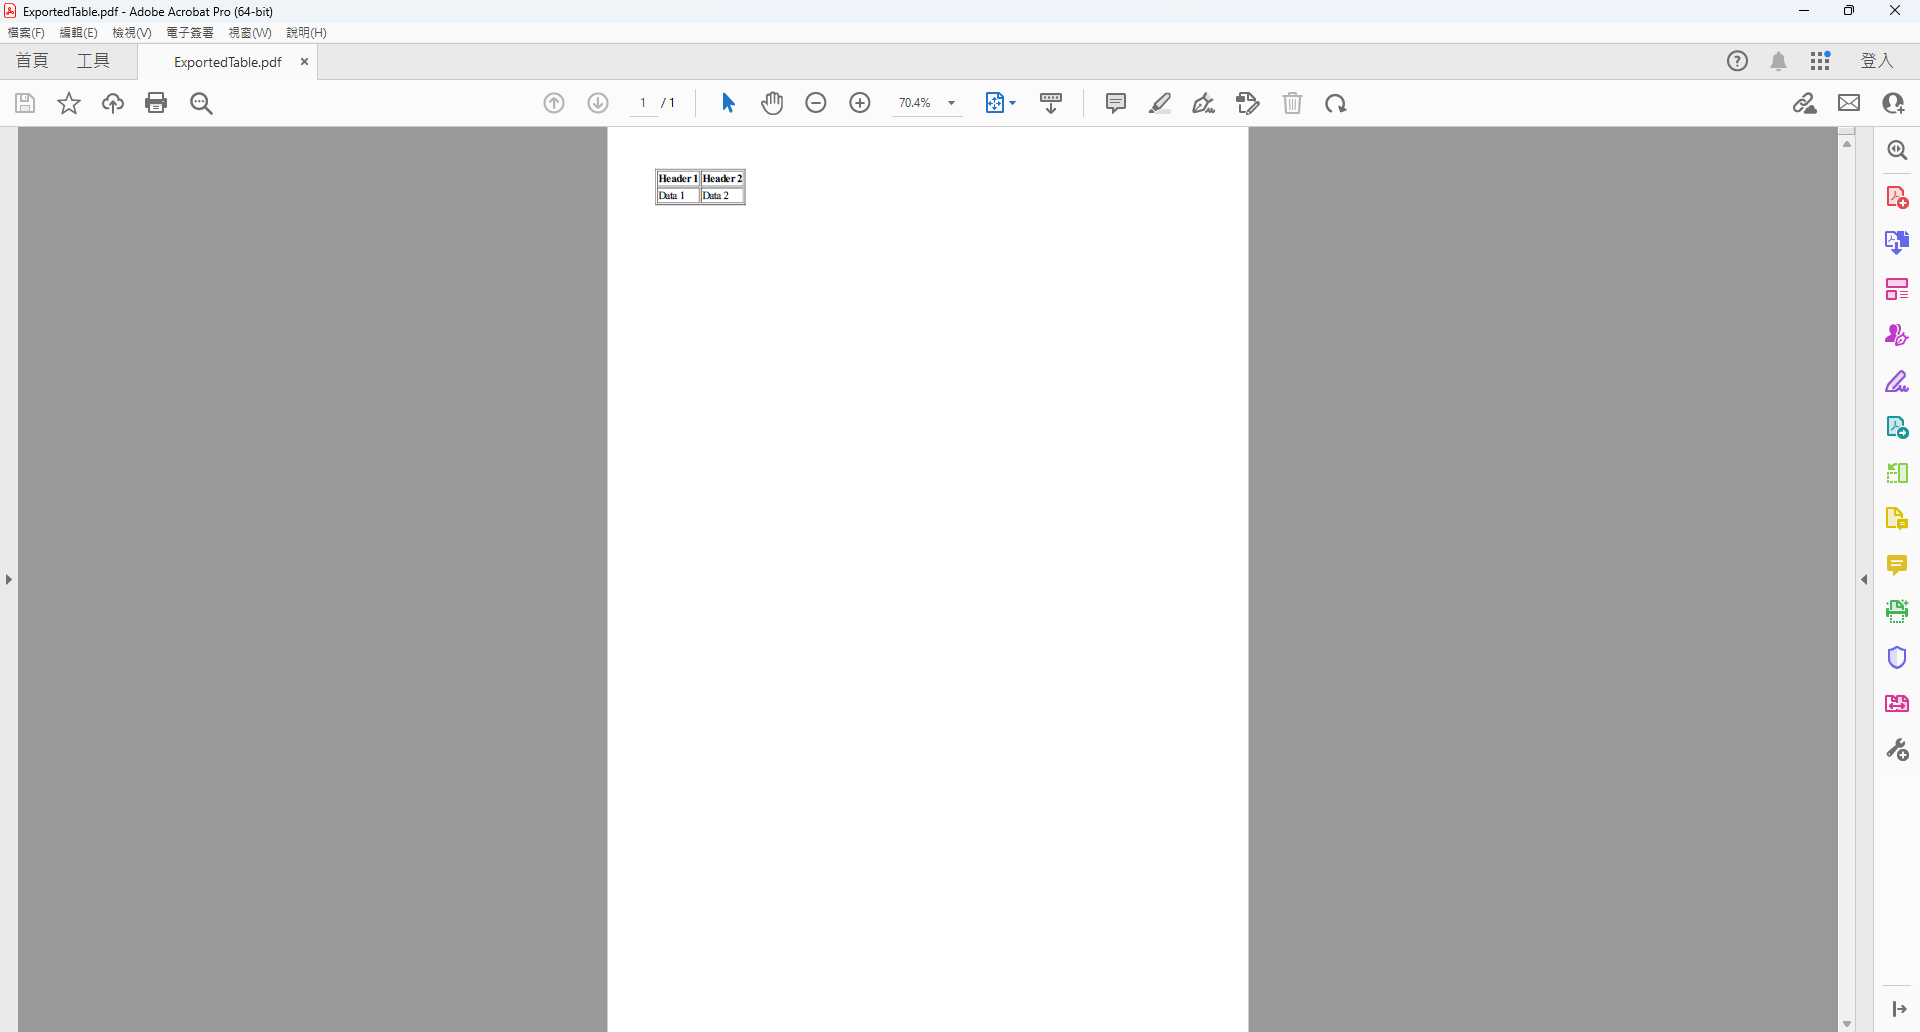 ExportedTable.pdf - Adobe Acrobat Pro (64-bit)
檔案(F) 編輯(E) 檢視(V) 電子簽署 視窗(W) 說明(H)
首頁 工具 ExportedTable.pdf 登入
1 / 1 70.4%
Header 1 Header 2
Data 1 Data 2